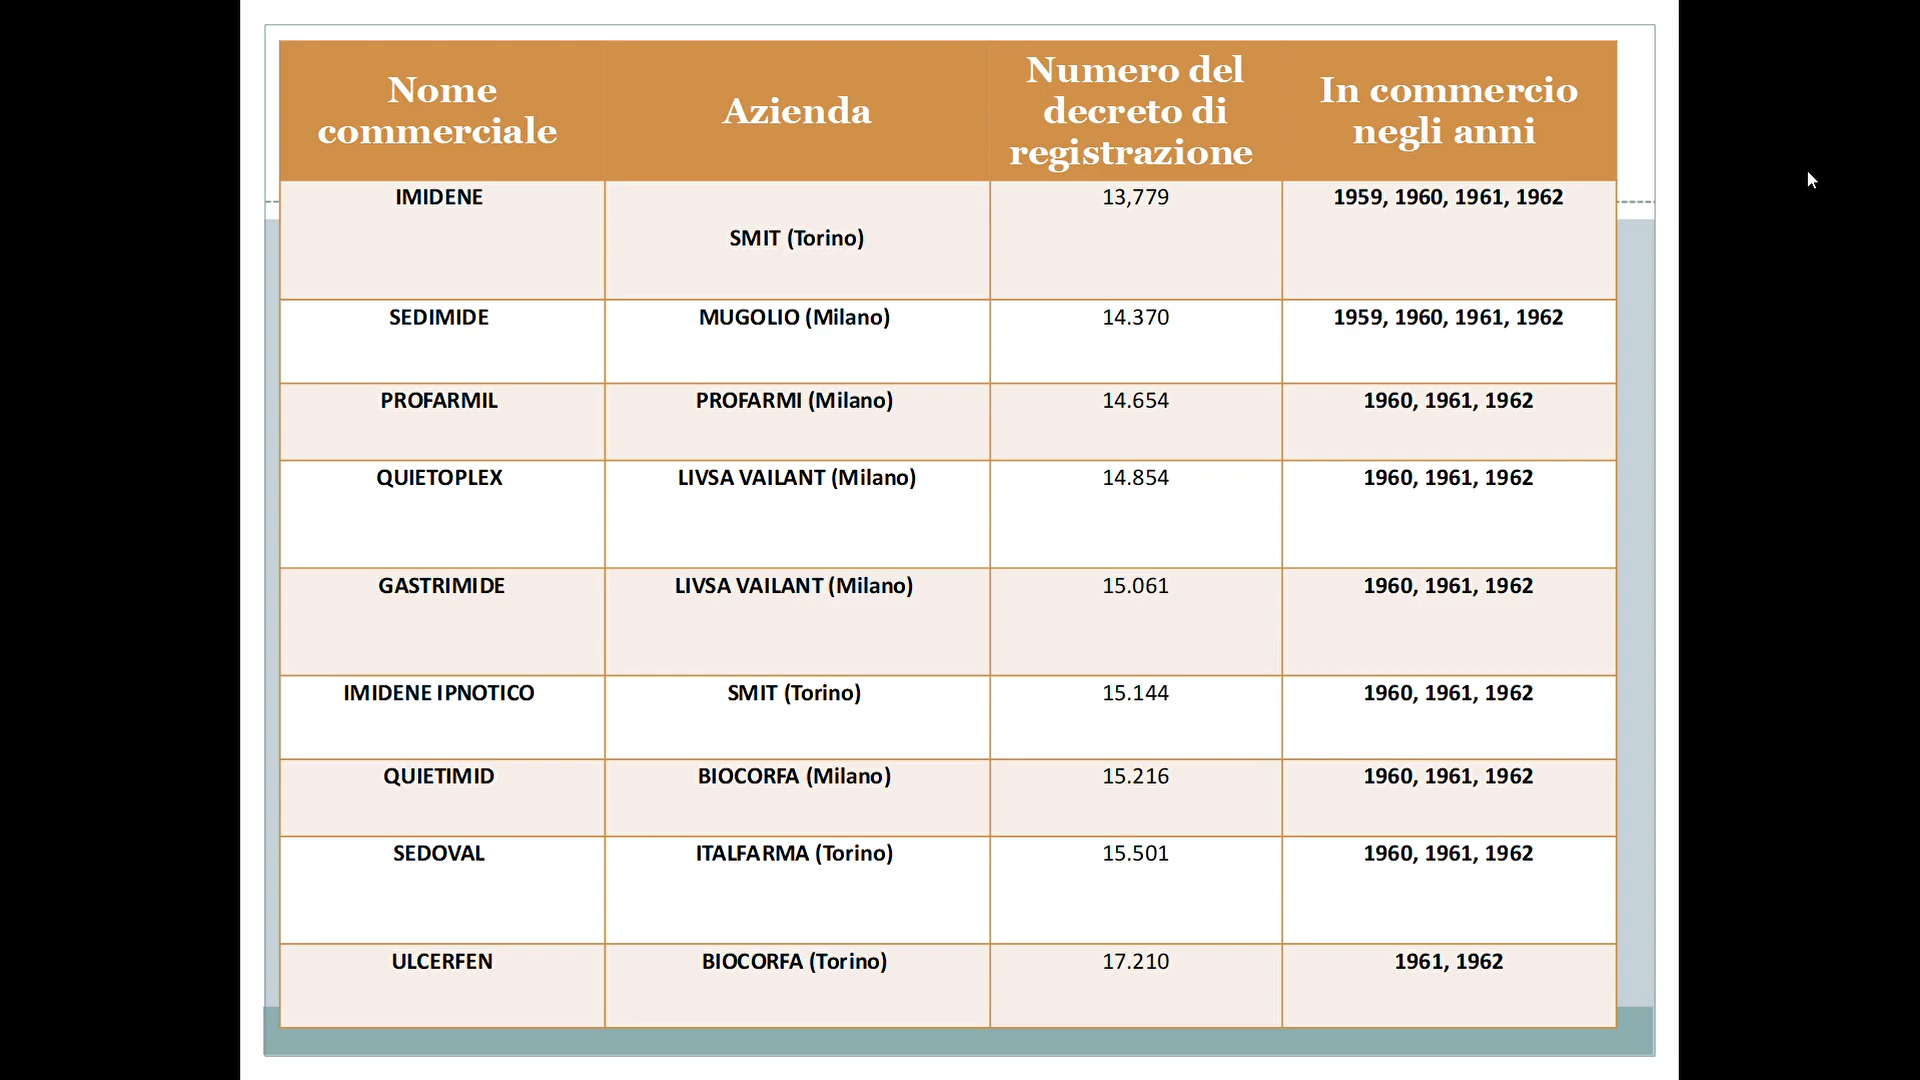 Nome commerciale
Azienda
Numero del decreto di registrazione
In commercio negli anni
IMIDENE
SMIT (Torino)
13,779
1959, 1960, 1961, 1962
SEDIMIDE
MUGOLIO (Milano)
14.370
1959, 1960, 1961, 1962
PROFARMIL
PROFARMI (Milano)
14.654
1960, 1961, 1962
QUIETOPLEX
LIVSA VAILANT (Milano)
14.854
1960, 1961, 1962
GASTRIMIDE
LIVSA VAILANT (Milano)
15.061
1960, 1961, 1962
IMIDENE IPNOTICO
SMIT (Torino)
15.144
1960, 1961, 1962
QUIETIMID
BIOCORFA (Milano)
15.216
1960, 1961, 1962
SEDOVAL
ITALFARMA (Torino)
15.501
1960, 1961, 1962
ULCERFEN
BIOCORFA (Torino)
17.210
1961, 1962